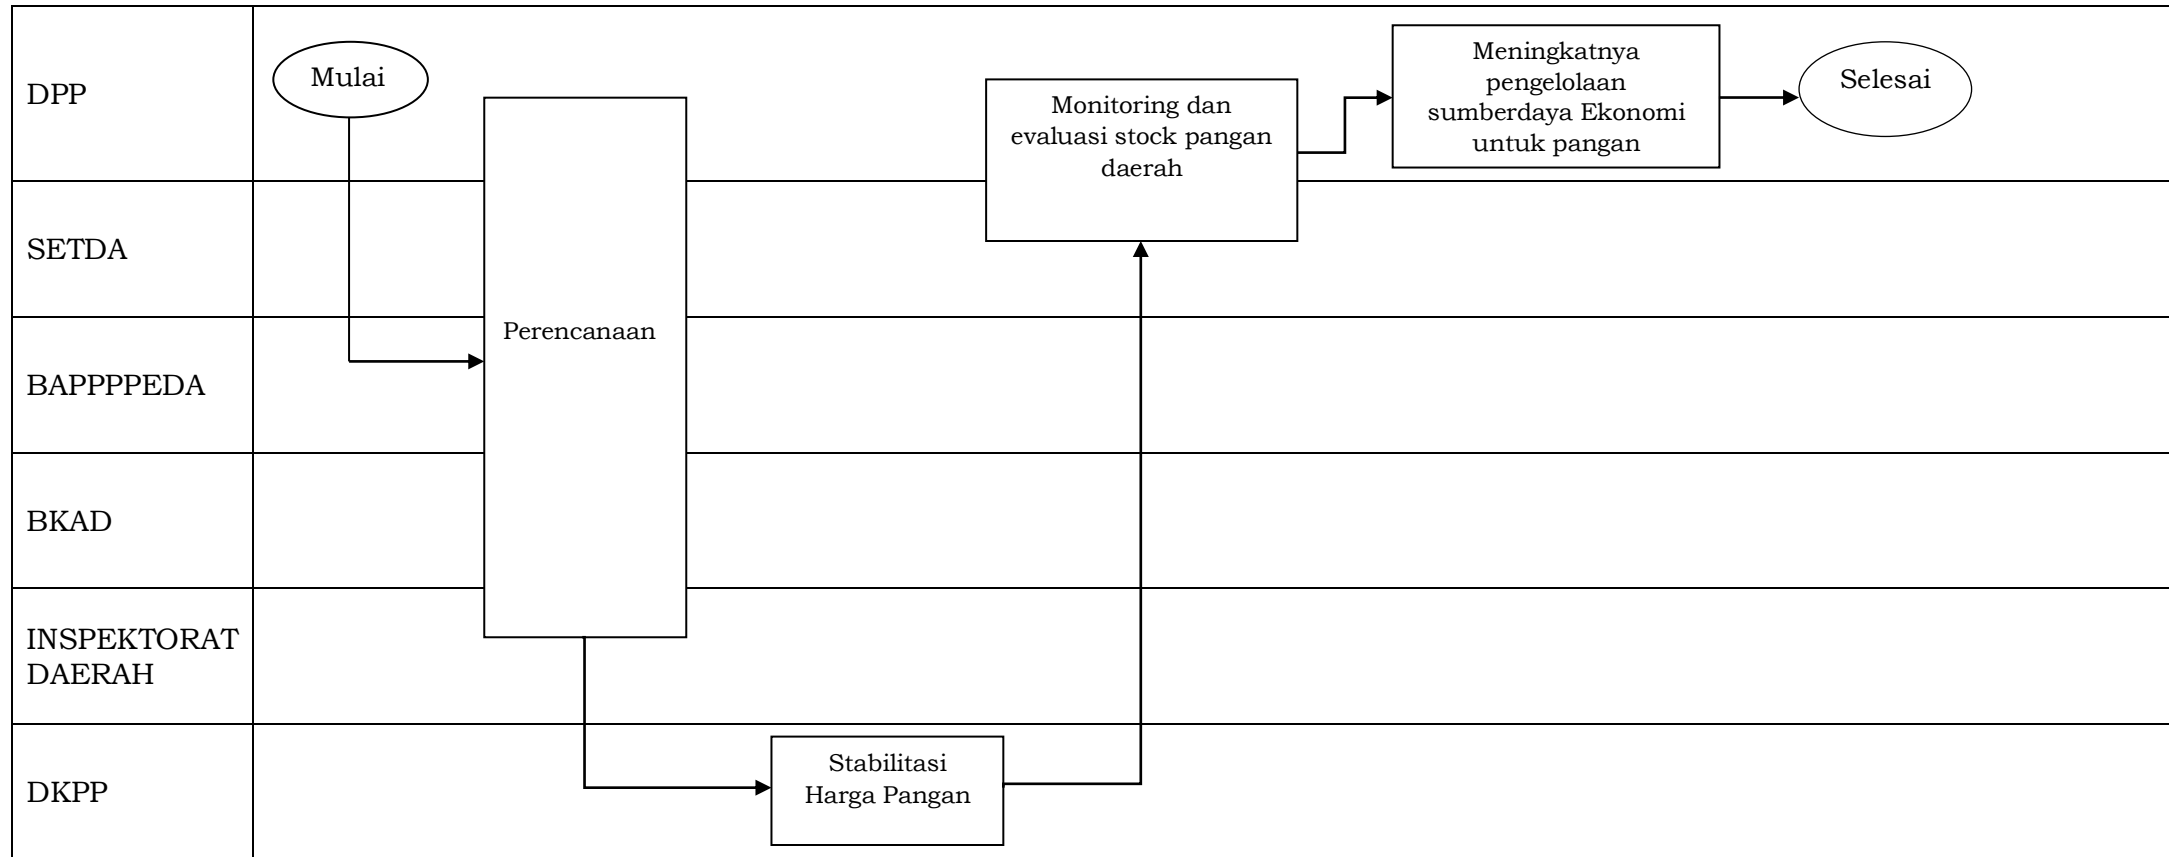 DPP
Mulai
Monitoring dan
evaluasi stock pangan
daerah
Meningkatnya
pengelolaan
sumberdaya Ekonomi
untuk pangan
Selesai
SETDA
Perencanaan
BAPPPPEDA
BKAD
INSPEKTORAT
DAERAH
DKPP
Stabilitasi
Harga Pangan